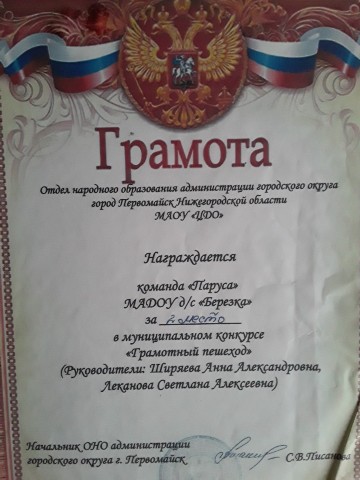 Грамота
Отдел народного образования администрации городского округа
город Первомайск Нижегородской области
МАОУ «ЦДО»
Награждается
команда «Паруса»
МАДОУ д/с «Березка»
за 2 место
в муниципальном конкурсе
«Грамотный пешеход»
(Руководители: Ширяева Анна Александровна,
Леканова Светлана Алексеевна)
Начальник ОНО администрации
городского округа г. Первомайск С.В.Писанова